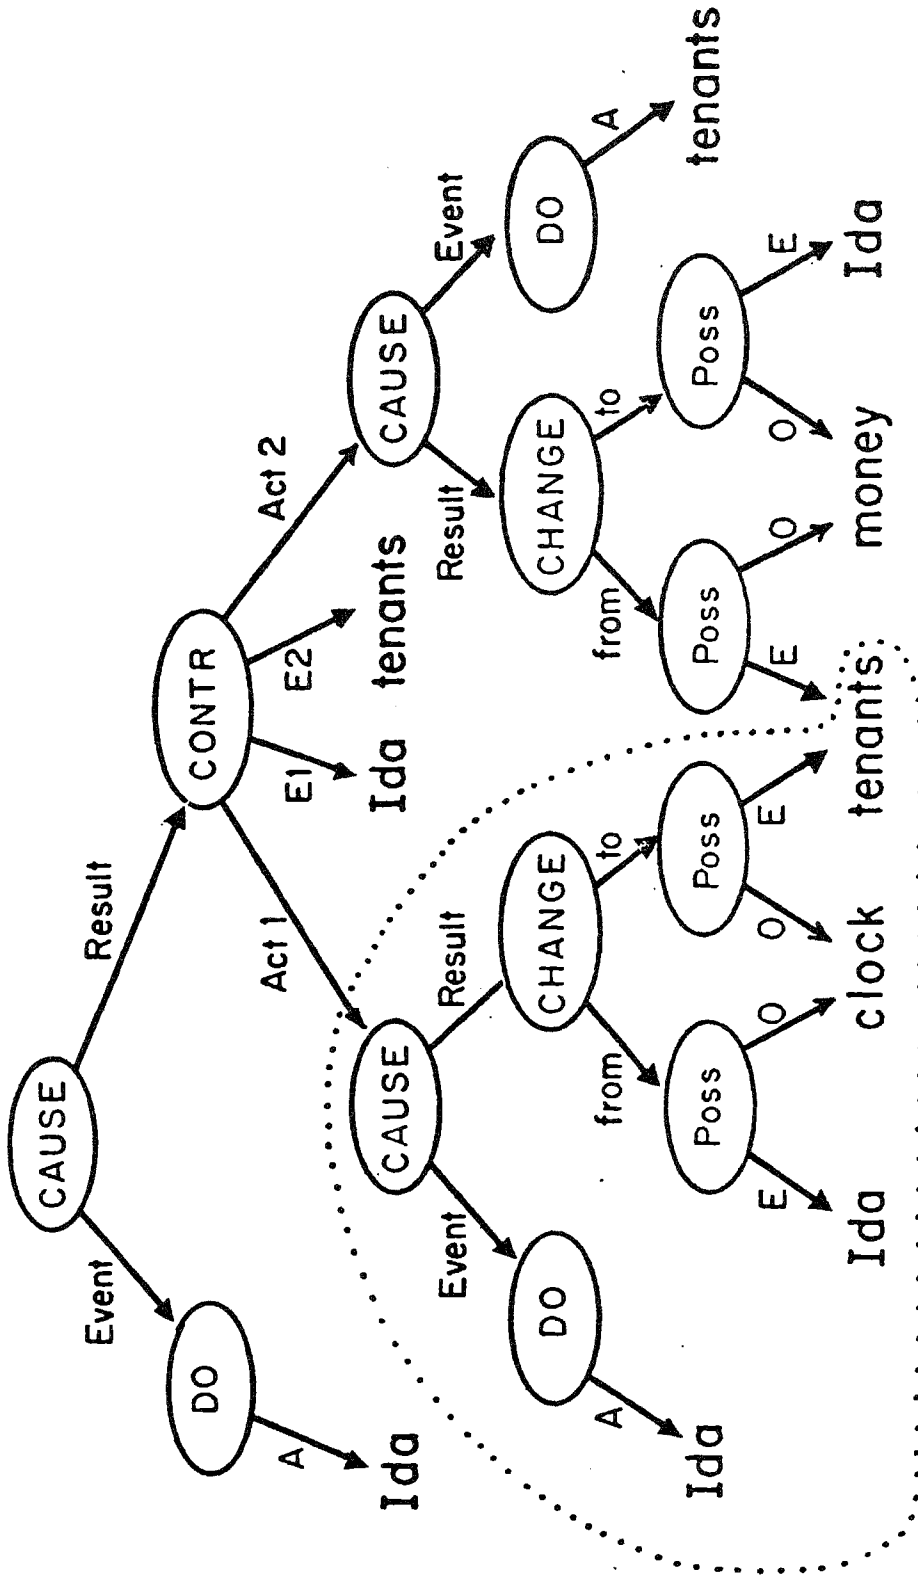 CAUSE
Event Result
DO CONTR
A Act 1 E1 E2 Act 2
Ida CAUSE Ida tenants CAUSE
Event Result Result Event
DO CHANGE CHANGE DO
A from to from to A
Ida Poss Poss Poss Poss tenants
E O O E E O O E
Ida clock tenants money Ida